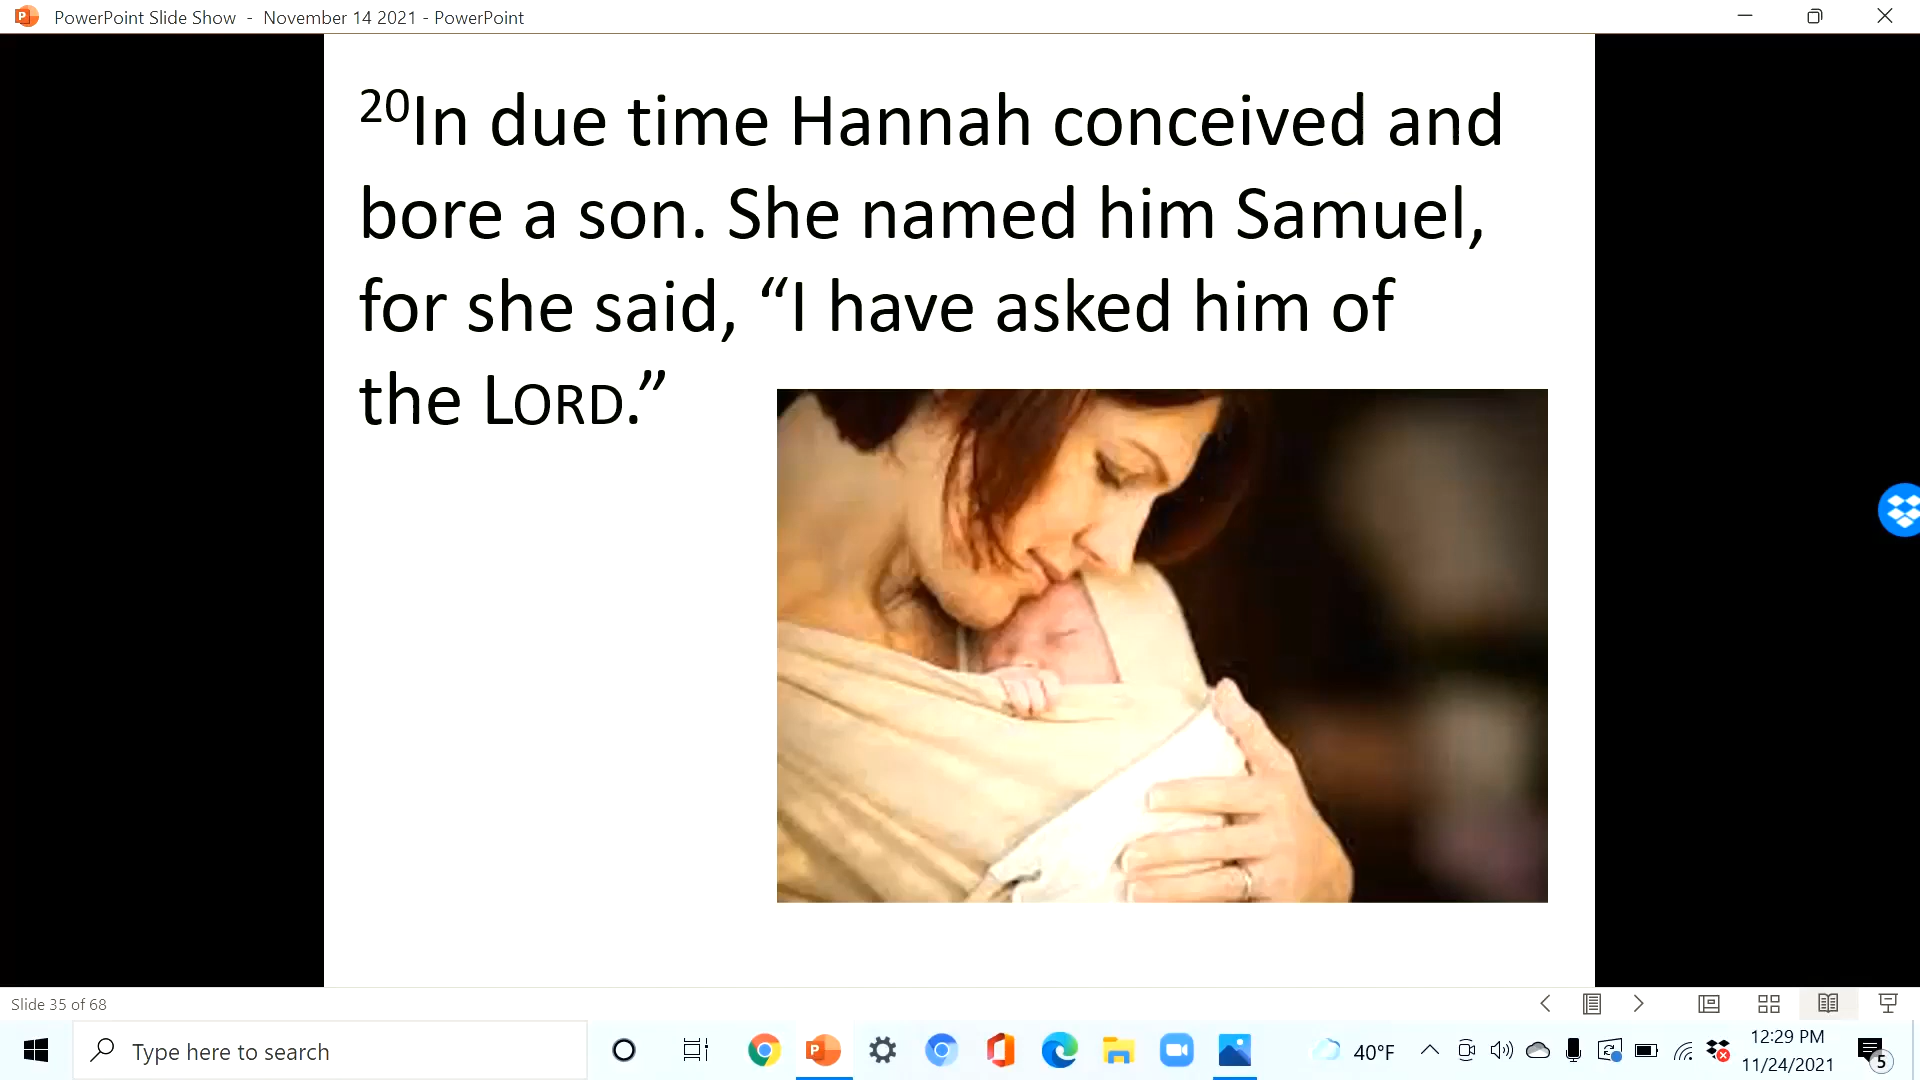 PowerPoint Slide Show - November 14 2021 - PowerPoint
20In due time Hannah conceived and
bore a son. She named him Samuel,
for she said, “I have asked him of
the LORD.”
Slide 35 of 68
Type here to search
40°F
12:29 PM
11/24/2021
5